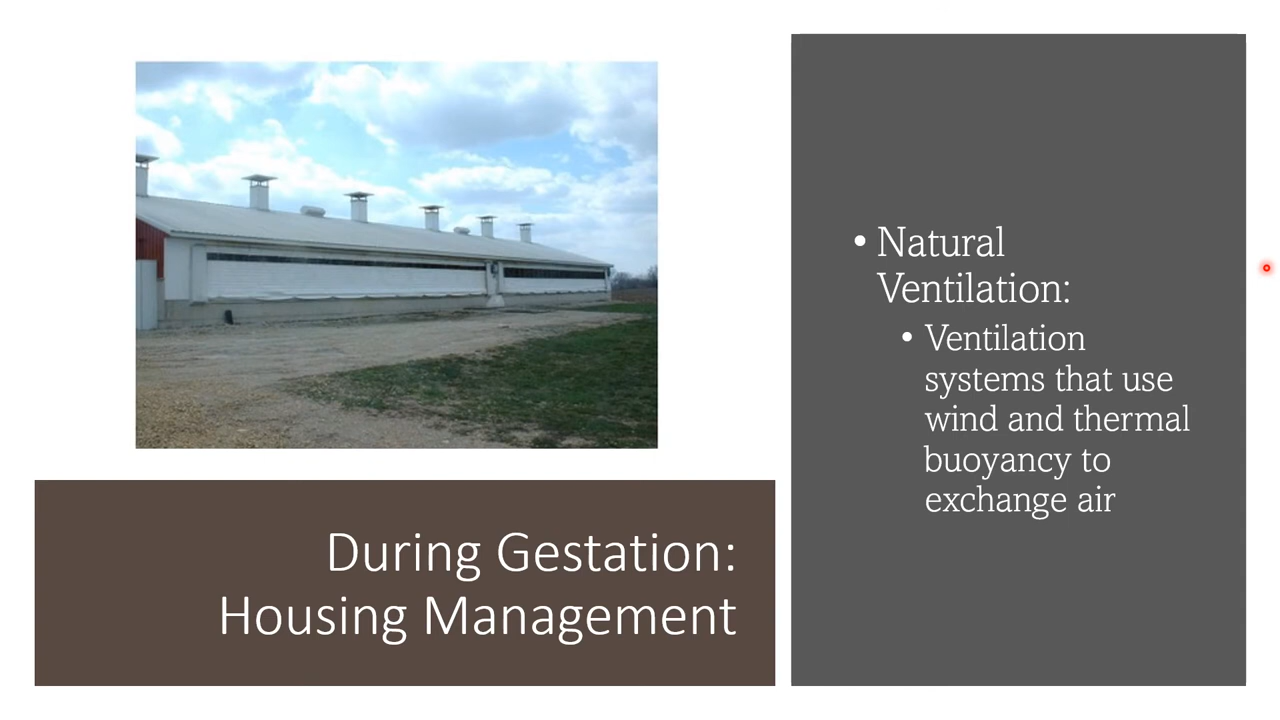 During Gestation:
Housing Management
• Natural
Ventilation:
• Ventilation
systems that use
wind and thermal
buoyancy to
exchange air